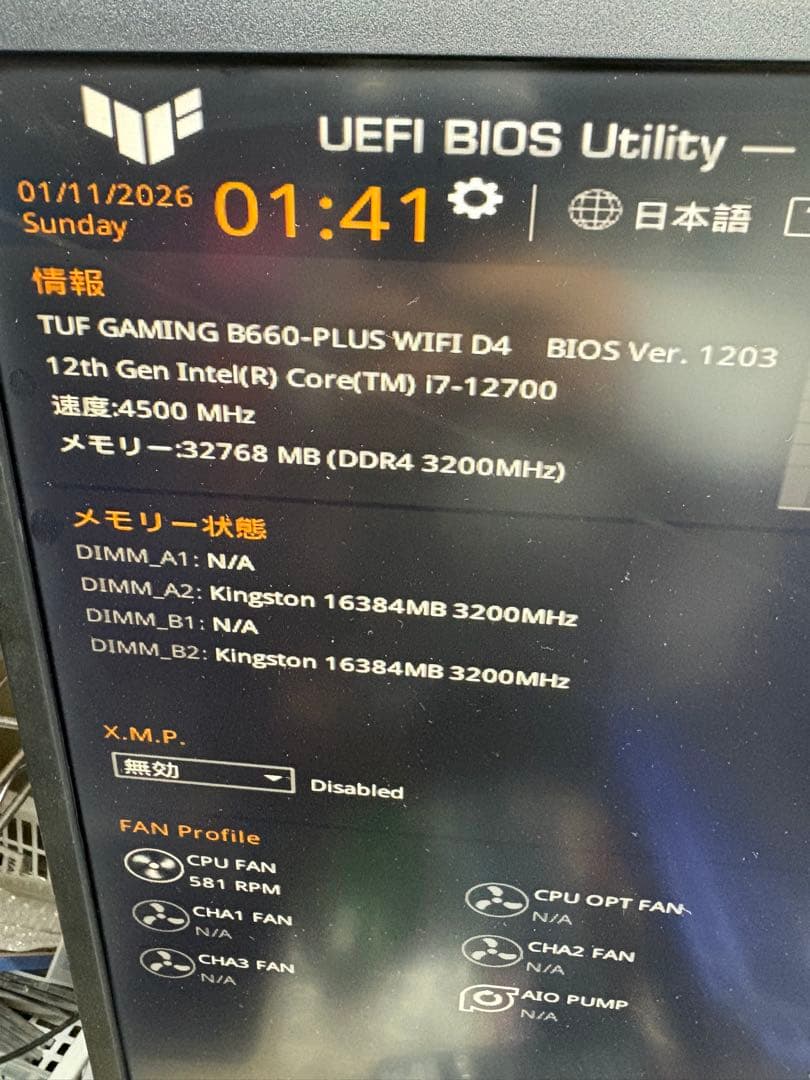 UEFI BIOS Utility —
01/11/2026
Sunday
01:41
日本語
情報
TUF GAMING B660-PLUS WIFI D4 BIOS Ver. 1203
12th Gen Intel(R) Core(TM) i7-12700
速度:4500 MHz
メモリー:32768 MB (DDR4 3200MHz)
メモリー状態
DIMM_A1: N/A
DIMM_A2: Kingston 16384MB 3200MHz
DIMM_B1: N/A
DIMM_B2: Kingston 16384MB 3200MHz
X.M.P.
無効
Disabled
FAN Profile
CPU FAN
581 RPM
CPU OPT FAN
N/A
CHA1 FAN
N/A
CHA2 FAN
N/A
CHA3 FAN
N/A
AIO PUMP
N/A